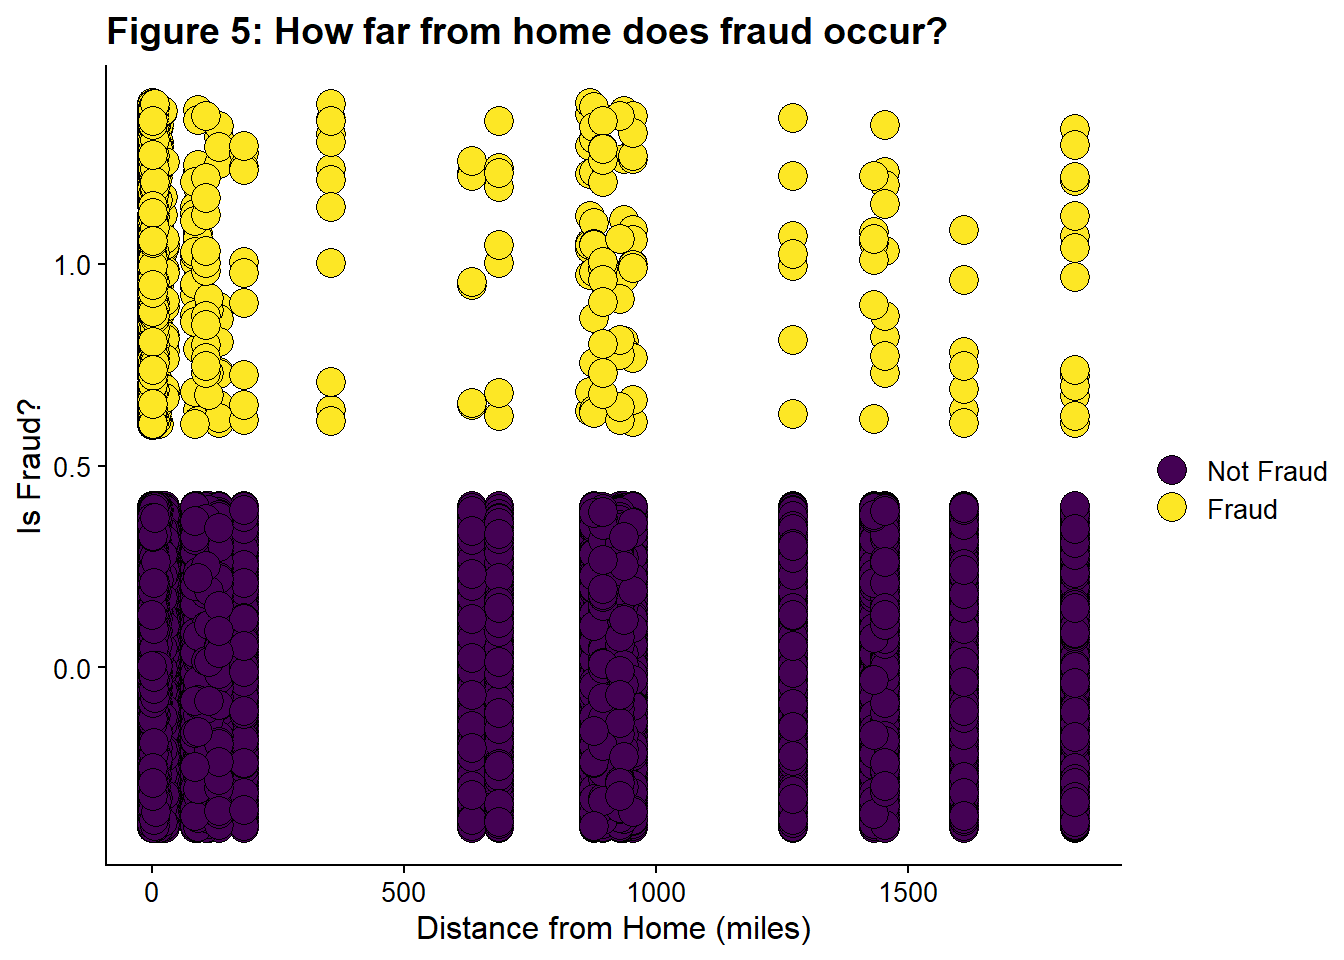 Figure 5: How far from home does fraud occur?
1.0
0.5
0.0
Is Fraud?
Not Fraud
Fraud
0 500 1000 1500
Distance from Home (miles)